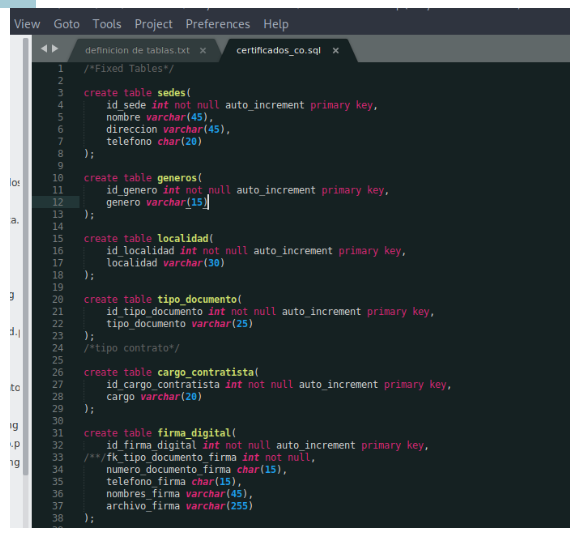 View Goto Tools Project Preferences Help
definicion de tablas.txt × certificados_co.sql ×
1 /*Fixed Tables*/
2
3 create table sedes(
4 id_sede int not null auto_increment primary key,
5 nombre varchar(45),
6 direccion varchar(45),
7 telefono char(20)
8 );
9
10 create table generos(
11 id_genero int not null auto_increment primary key,
12 genero varchar(15)
13 );
14
15 create table localidad(
16 id_localidad int not null auto_increment primary key,
17 localidad varchar(30)
18 );
19
20 create table tipo_documento(
21 id_tipo_documento int not null auto_increment primary key,
22 tipo_documento varchar(25)
23 );
24 /*tipo contrato*/
25
26 create table cargo_contratista(
27 id_cargo_contratista int not null auto_increment primary key,
28 cargo varchar(20)
29 );
30
31 create table firma_digital(
32 id_firma_digital int not null auto_increment primary key,
33 /**/fk_tipo_documento_firma int not null,
34 numero_documento_firma char(15),
35 telefono_firma char(15),
36 nombres_firma varchar(45),
37 archivo_firma varchar(255)
38 );